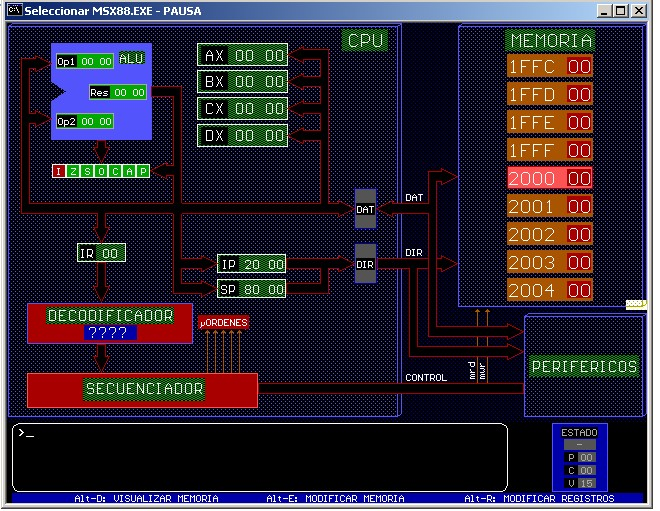 Seleccionar MSX88.EXE - PAUSA
CPU
MEMORIA
Op1 00 00
ALU
Res 00 00
Op2 00 00
AX 00 00
BX 00 00
CX 00 00
DX 00 00
1FFC 00
1FFD 00
1FFE 00
1FFF 00
2000 00
2001 00
2002 00
2003 00
2004 00
I Z S O C A P
DAT
DAT
IR 00
IP 20 00
SP 80 00
DIR
DIR
DECODIFICADOR
????
µORDENES
SECUENCIADOR
CONTROL
mrd
mwr
PERIFERICOS
>_
ESTADO
-
P 00
C 00
V 15
Alt-D: VISUALIZAR MEMORIA
Alt-E: MODIFICAR MEMORIA
Alt-R: MODIFICAR REGISTROS